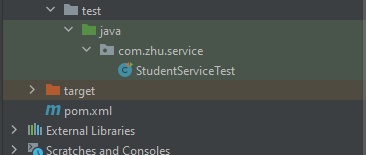 test
java
com.zhu.service
StudentServiceTest
target
pom.xml
External Libraries
Scratches and Consoles